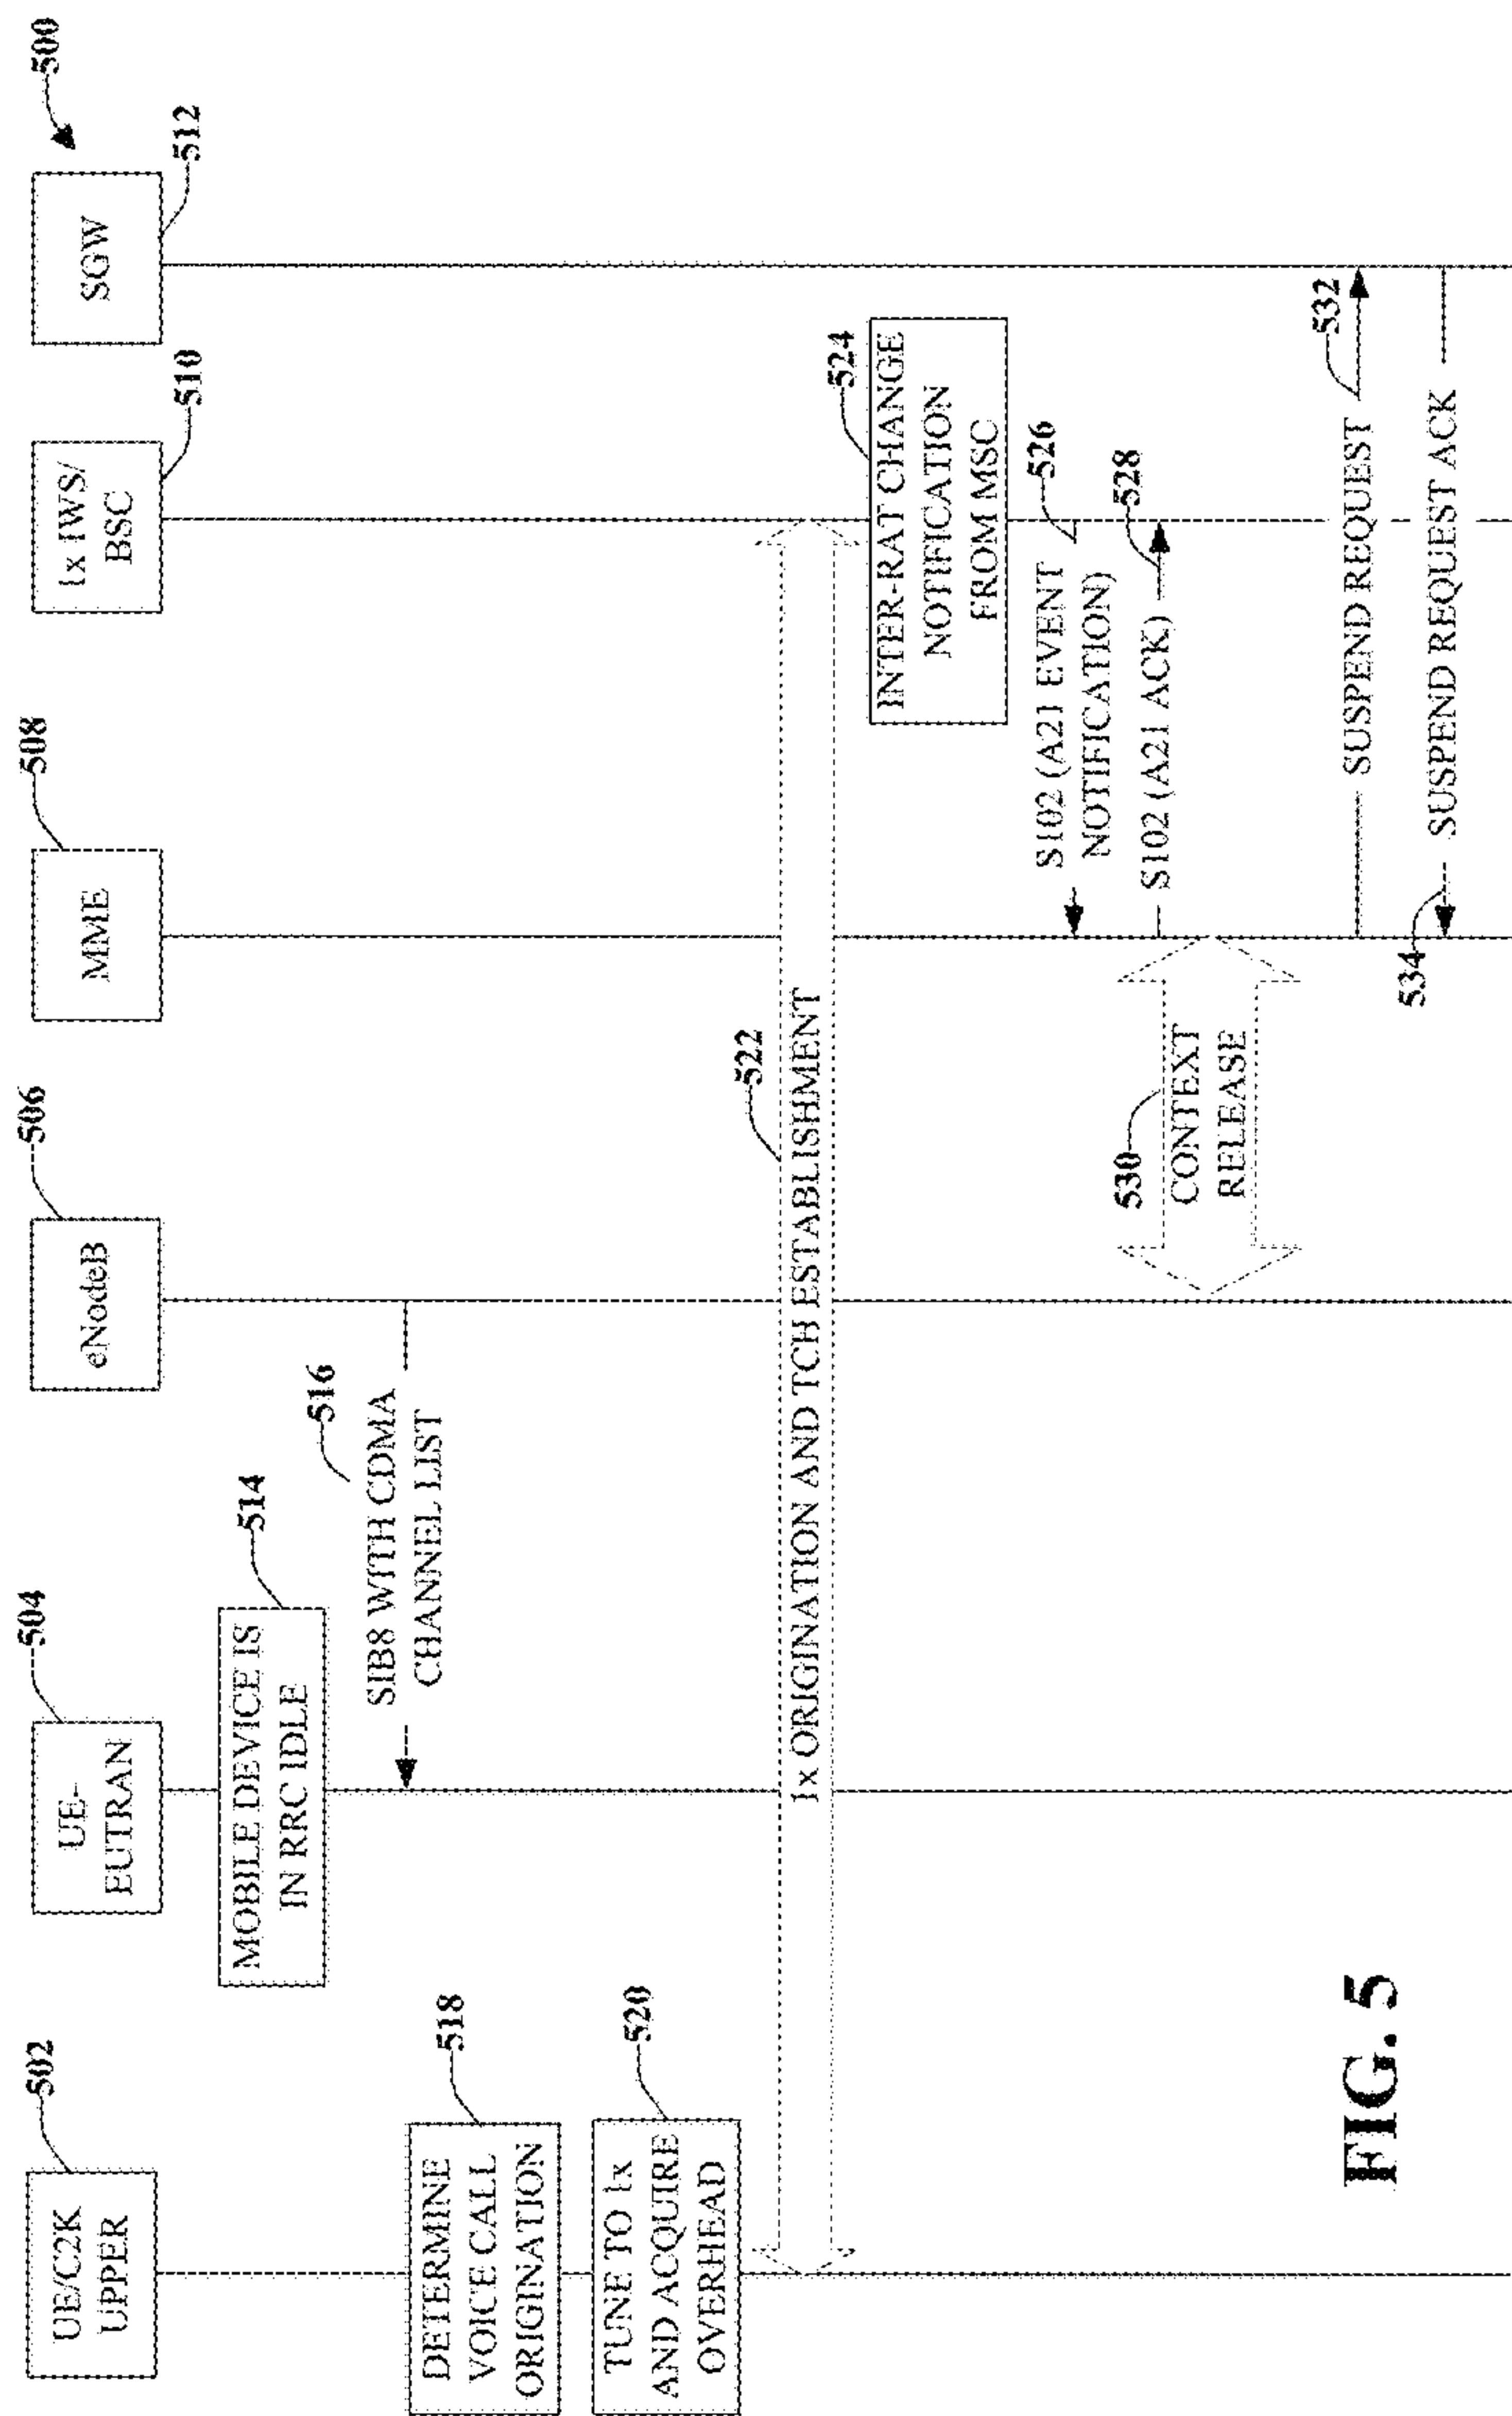 500
502
UE/C2K
UPPER
504
UE-
EUTRAN
506
eNodeB
508
MME
510
1x IWS/
BSC
512
SGW
514
MOBILE DEVICE IS
IN RRC IDLE
516
SIB8 WITH CDMA
CHANNEL LIST
518
DETERMINE
VOICE CALL
ORIGINATION
520
TUNE TO 1x
AND ACQUIRE
OVERHEAD
522
1x ORIGINATION AND TCH ESTABLISHMENT
524
INTER-RAT CHANGE
NOTIFICATION
FROM MSC
526
S102 (A21 EVENT
NOTIFICATION)
528
S102 (A21 ACK)
530
CONTEXT
RELEASE
532
SUSPEND REQUEST
534
SUSPEND REQUEST ACK
FIG. 5